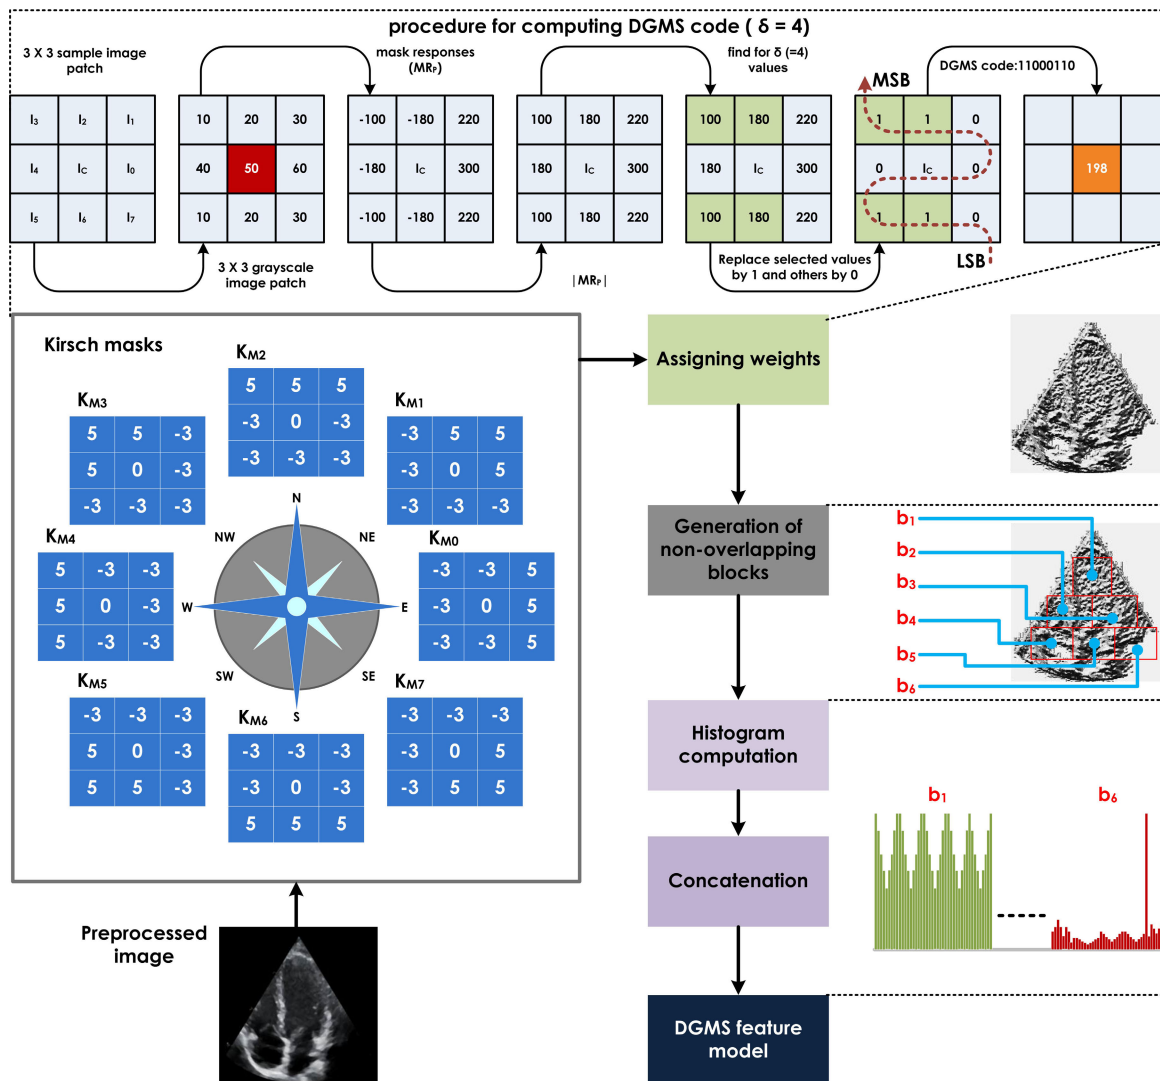 procedure for computing DGMS code ( δ = 4)
3 X 3 sample image
patch
mask responses
(MRP)
find for δ (=4)
values
DGMS code:11000110
MSB
I3 I2 I1
I4 IC I0
I5 I6 I7
10 20 30
40 50 60
10 20 30
-100 -180 220
-180 IC 300
-100 -180 220
100 180 220
180 IC 300
100 180 220
100 180 220
180 IC 300
100 180 220
1 1 0
0 IC 0
1 1 0
198
3 X 3 grayscale
image patch
|MRP|
Replace selected values
by 1 and others by 0
LSB
Kirsch masks
KM2
5 5 5
-3 0 -3
-3 -3 -3
KM3
5 5 -3
5 0 -3
-3 -3 -3
KM1
-3 5 5
-3 0 5
-3 -3 -3
KM4
5 -3 -3
5 0 -3
5 -3 -3
N
NW
NE
W
E
SW
SE
S
KM0
-3 -3 5
-3 0 5
-3 -3 5
KM5
-3 -3 -3
5 0 -3
5 5 -3
KM6
-3 -3 -3
-3 0 -3
5 5 5
KM7
-3 -3 -3
-3 0 5
-3 5 5
Preprocessed
image
Assigning weights
Generation of
non-overlapping
blocks
b1
b2
b3
b4
b5
b6
Histogram
computation
b1
b6
Concatenation
DGMS feature
model